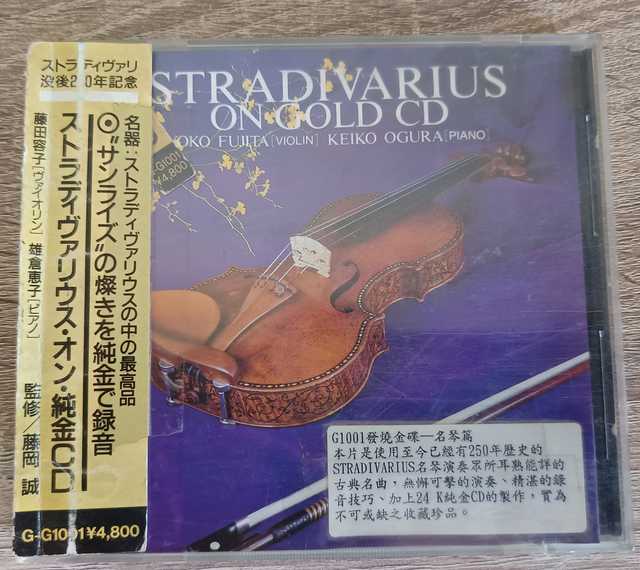 ストラディヴァリ
没後250年記念
名器:ストラディヴァリウスの中の最高品
◎“サンライズ”の燦きを純金で録音
ストラディヴァリウス・オン・純金CD
藤田容子[ヴァイオリン] 雄倉恵子[ピアノ]
監修/藤岡 誠
G-G1001¥4,800
STRADIVARIUS
ON GOLD CD
YOKO FUJITA[VIOLIN] KEIKO OGURA[PIANO]
G-G1001
¥4,800
G1001發燒金碟—名琴篇
本片是使用至今已經有250年歷史的
STRADIVARIUS名琴演奏眾所耳熟能詳的
古典名曲,無懈可擊的演奏、精湛的錄
音技巧、加上24 K純金CD的製作,實為
不可或缺之收藏珍品。